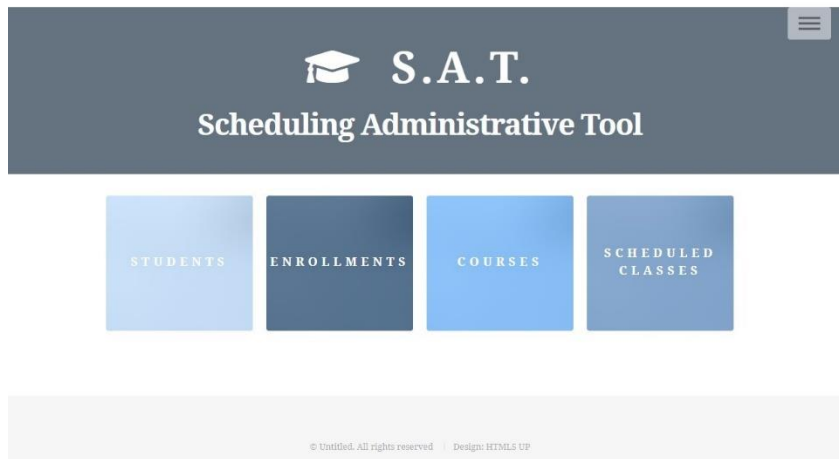 S.A.T.
Scheduling Administrative Tool
STUDENTS
ENROLLMENTS
COURSES
SCHEDULED
CLASSES
© Untitled. All rights reserved
Design: HTML5 UP